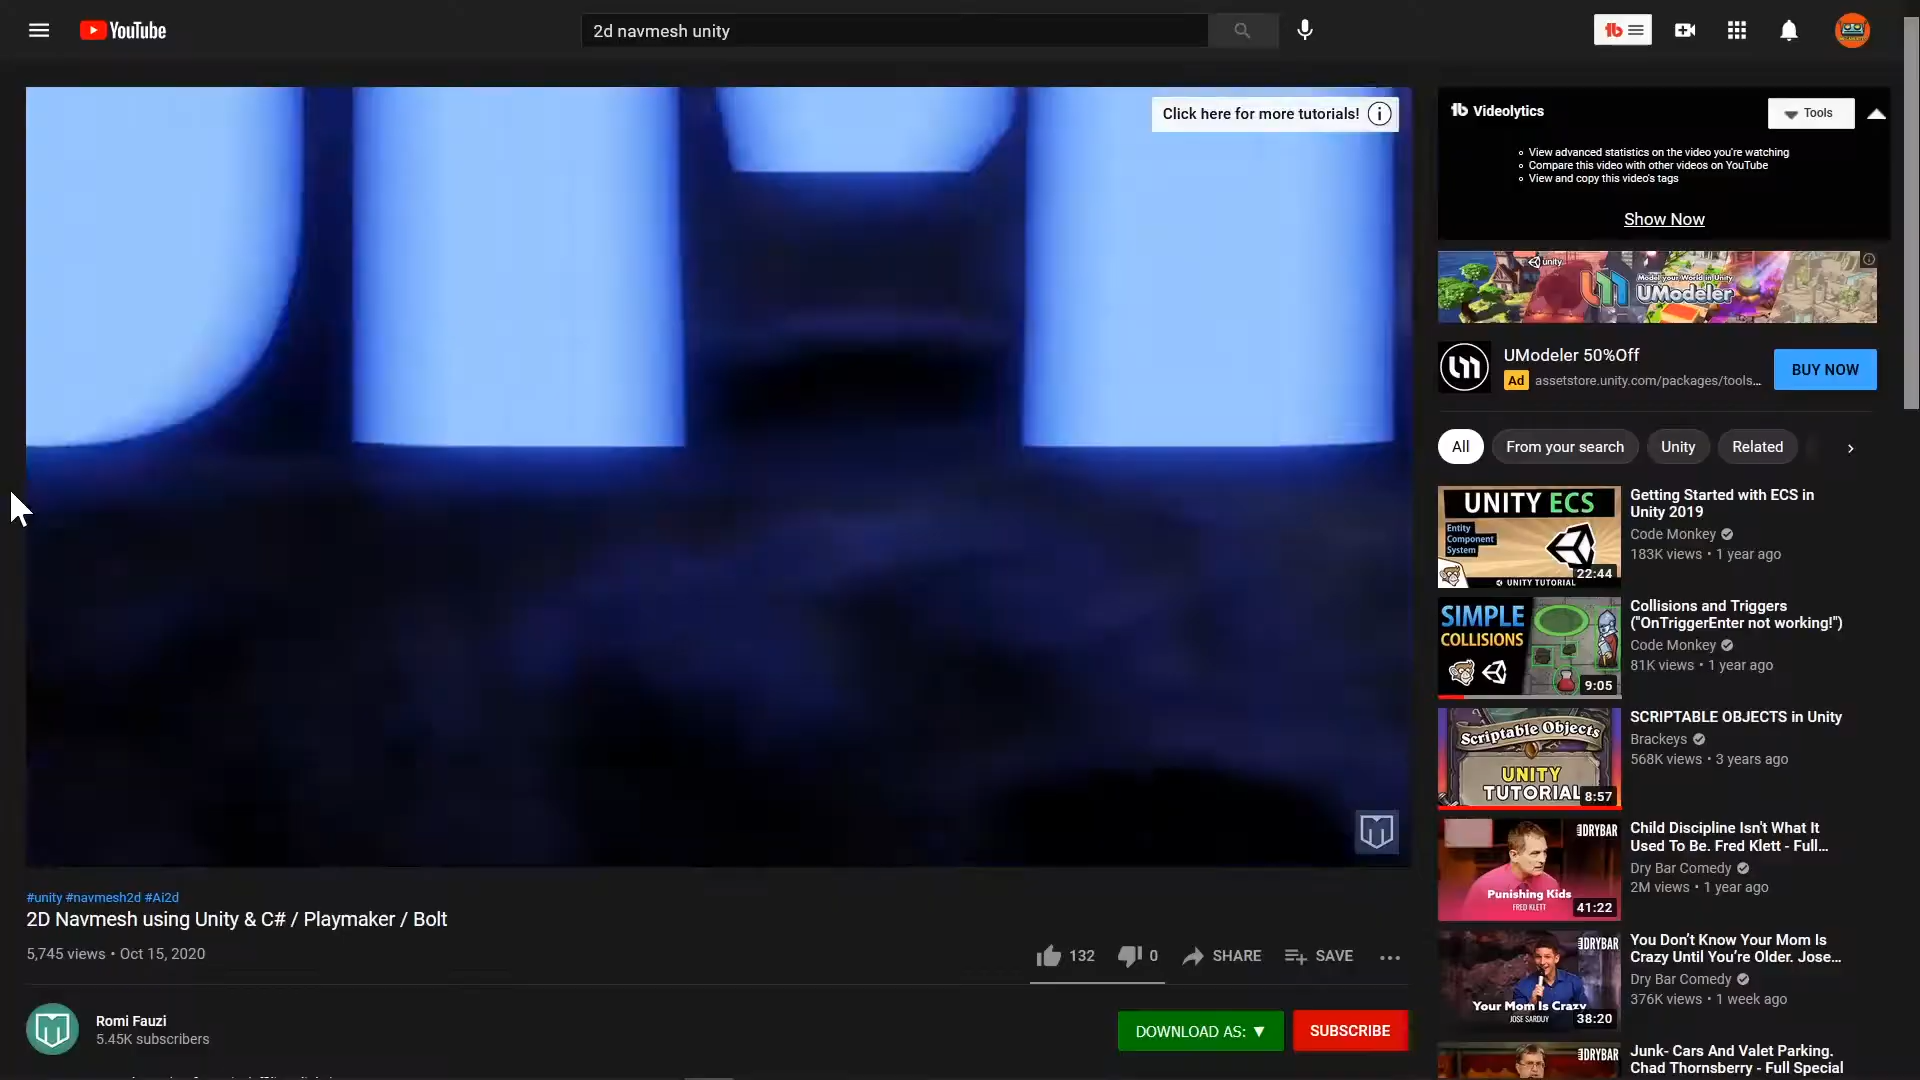 YouTube
2d navmesh unity
Click here for more tutorials!
Videolytics
Tools
View advanced statistics on the video you're watching
Compare this video with other videos on YouTube
View and copy this video's tags
Show Now
unity
Model your World in Unity
UModeler
UModeler 50%Off
Ad assetstore.unity.com/packages/tools...
BUY NOW
All
From your search
Unity
Related
UNITY ECS
Entity
Component
System
UNITY TUTORIAL
22:44
Getting Started with ECS in
Unity 2019
Code Monkey
183K views • 1 year ago
SIMPLE
COLLISIONS
9:05
Collisions and Triggers
("OnTriggerEnter not working!")
Code Monkey
81K views • 1 year ago
Scriptable Objects
UNITY
TUTORIAL
8:57
SCRIPTABLE OBJECTS in Unity
Brackeys
568K views • 3 years ago
DRYBAR
Punishing Kids
FRED KLETT
41:22
Child Discipline Isn't What It
Used To Be. Fred Klett - Full...
Dry Bar Comedy
2M views • 1 year ago
DRYBAR
Your Mom Is Crazy
JOSE SARDUY
38:20
You Don't Know Your Mom Is
Crazy Until You're Older. Jose...
Dry Bar Comedy
376K views • 1 week ago
DRYBAR
Junk- Cars And Valet Parking.
Chad Thornsberry - Full Special
#unity #navmesh2d #Ai2d
2D Navmesh using Unity & C# / Playmaker / Bolt
5,745 views • Oct 15, 2020
132
0
SHARE
SAVE
Romi Fauzi
5.45K subscribers
DOWNLOAD AS: ▼
SUBSCRIBE